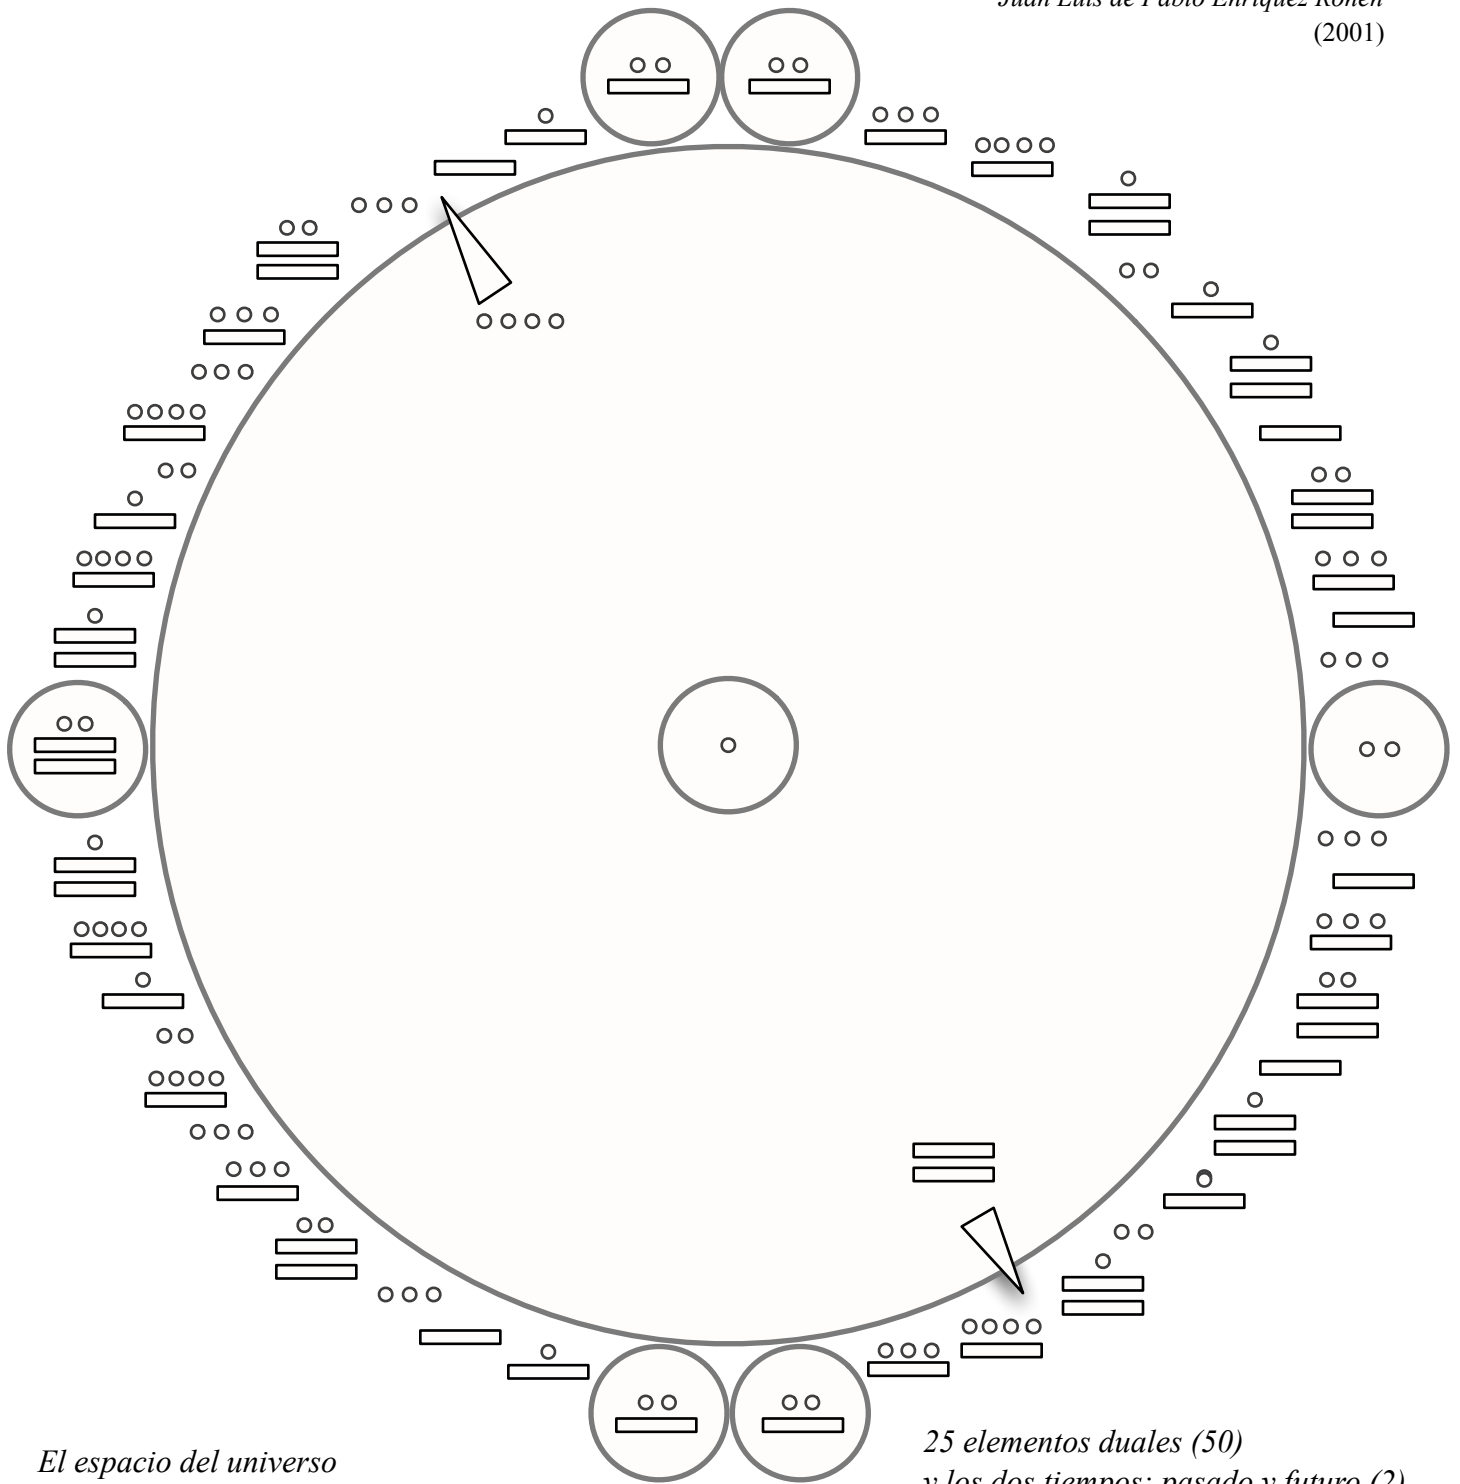 Juan Luis de Pablo Enríquez Rohen
(2001)
El espacio del universo
25 elementos duales (50)
y los dos tiempos: pasado y futuro (2)